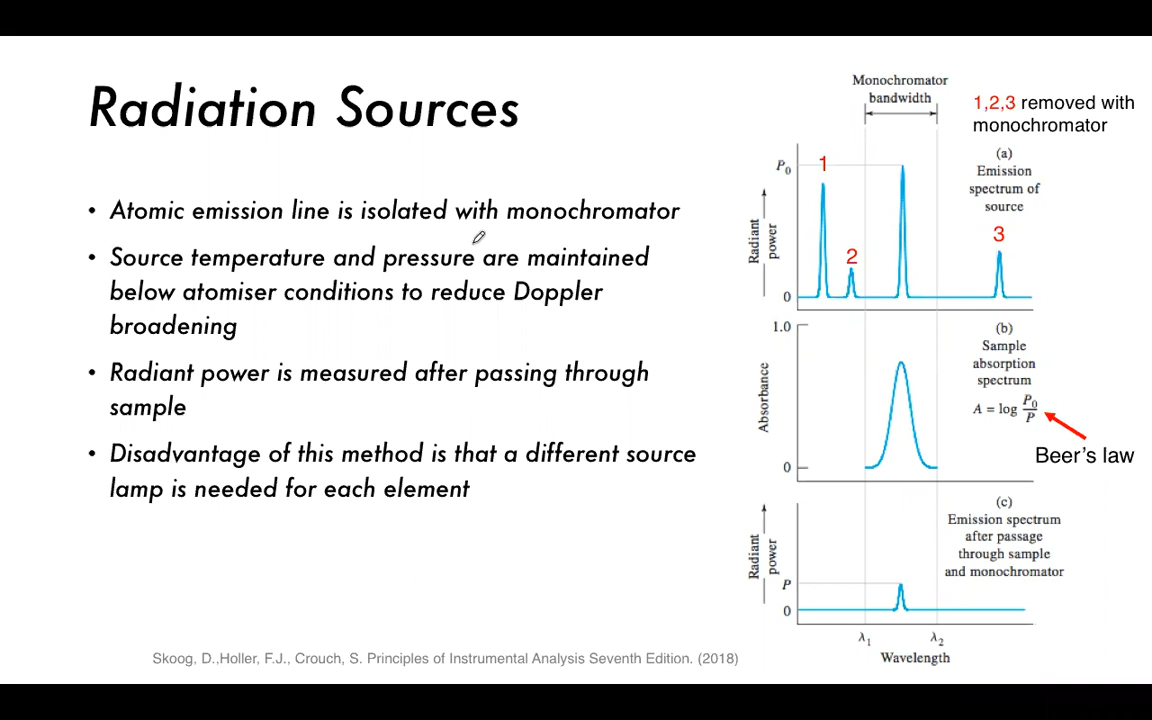 Radiation Sources
• Atomic emission line is isolated with monochromator
• Source temperature and pressure are maintained
below atomiser conditions to reduce Doppler
broadening
• Radiant power is measured after passing through
sample
• Disadvantage of this method is that a different source
lamp is needed for each element
Monochromator
bandwidth
1,2,3 removed with
monochromator
P0
1
2
3
Radiant
power
0
(a)
Emission
spectrum of
source
1.0
Absorbance
0
(b)
Sample
absorption
spectrum
A = log P0/P
Beer’s law
Radiant
power
P
0
(c)
Emission spectrum
after passage
through sample
and monochromator
λ1 λ2
Wavelength
Skoog, D.,Holler, F.J., Crouch, S. Principles of Instrumental Analysis Seventh Edition. (2018)